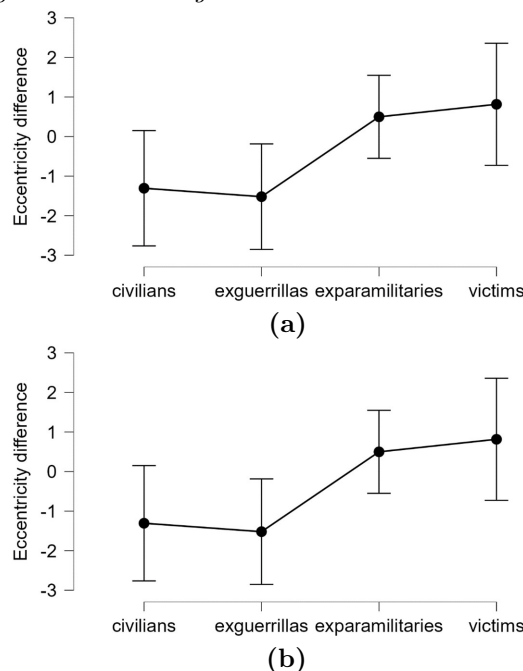 3
2
1
0
-1
-2
-3
Eccentricity difference
civilians exguerrillas exparamilitaries victims
(a)
3
2
1
0
-1
-2
-3
Eccentricity difference
civilians exguerrillas exparamilitaries victims
(b)